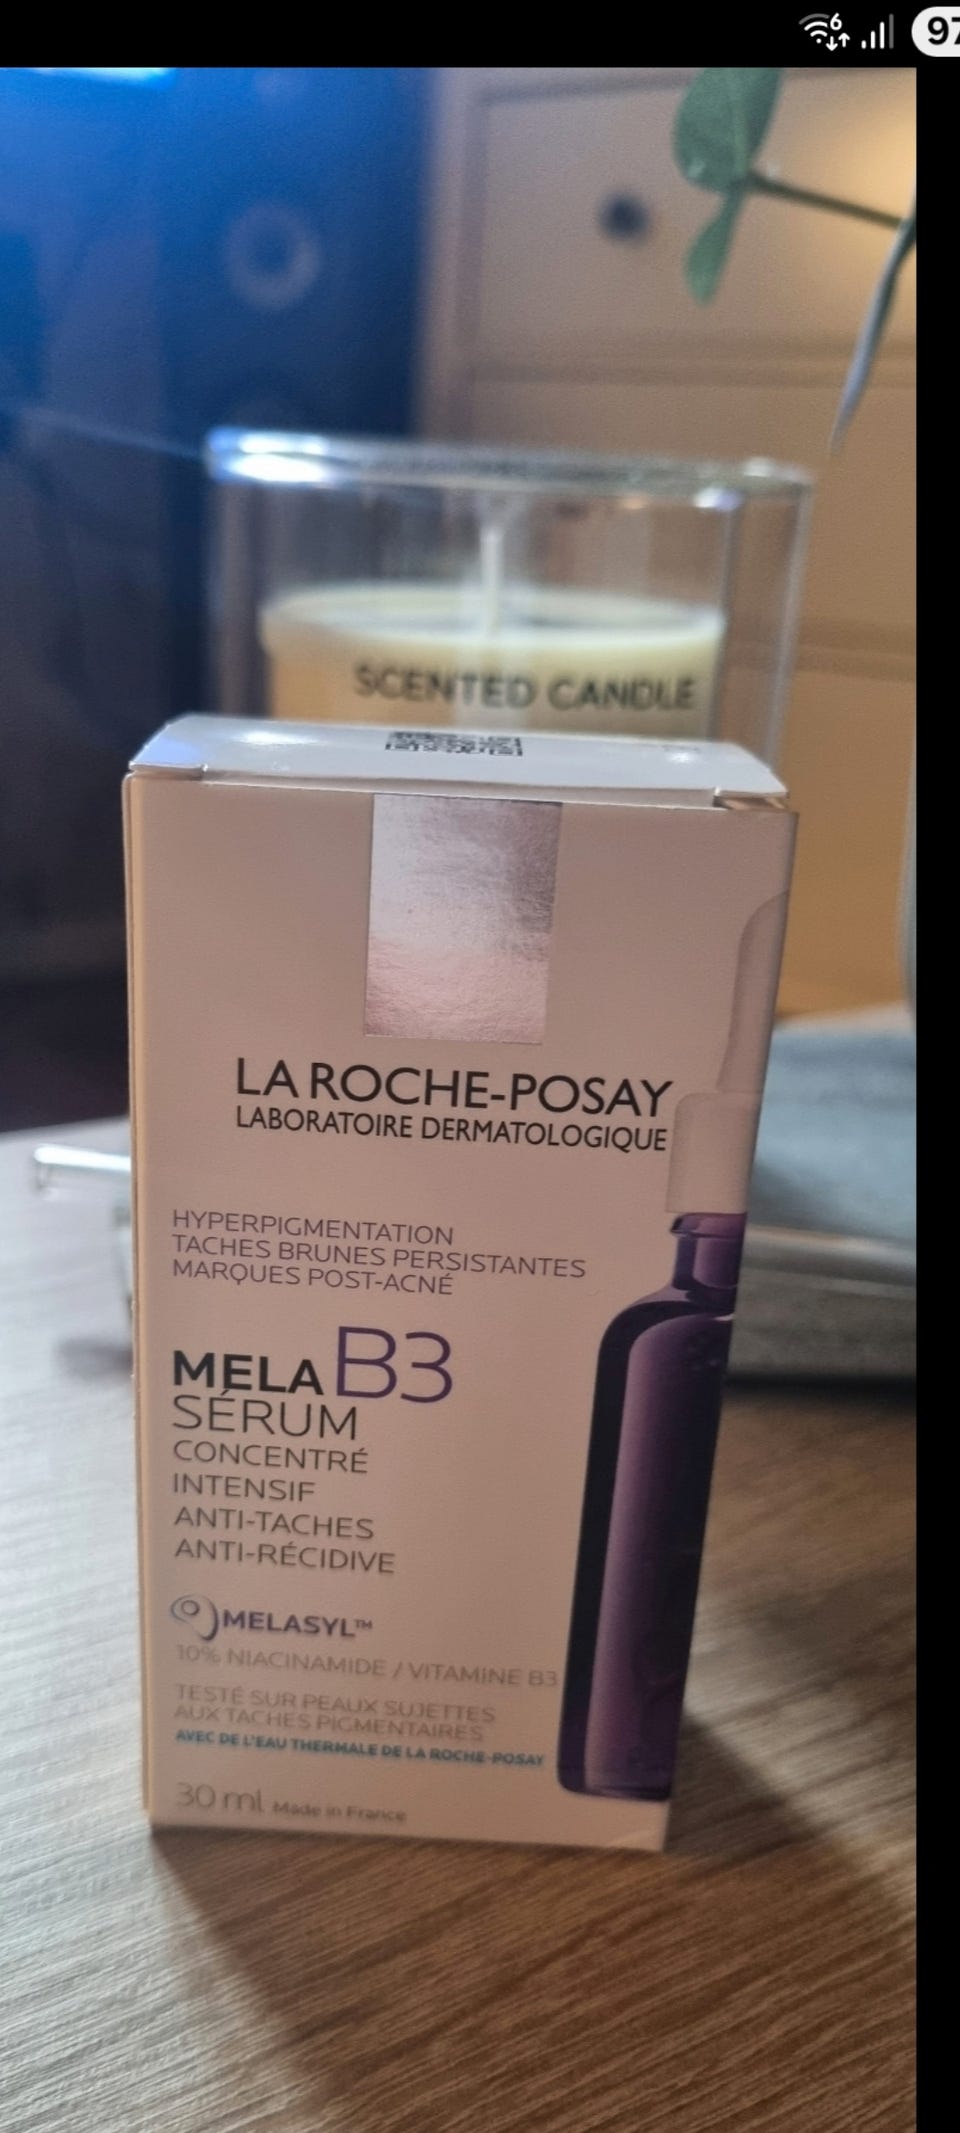 6
97
SCENTED CANDLE
LA ROCHE-POSAY
LABORATOIRE DERMATOLOGIQUE
HYPERPIGMENTATION
TACHES BRUNES PERSISTANTES
MARQUES POST-ACNÉ
MELA B3
SÉRUM
CONCENTRÉ
INTENSIF
ANTI-TACHES
ANTI-RÉCIDIVE
MELASYL™
10% NIACINAMIDE / VITAMINE B3
TESTÉ SUR PEAUX SUJETTES
AUX TACHES PIGMENTAIRES
AVEC DE L'EAU THERMALE DE LA ROCHE-POSAY
30 ml Made in France